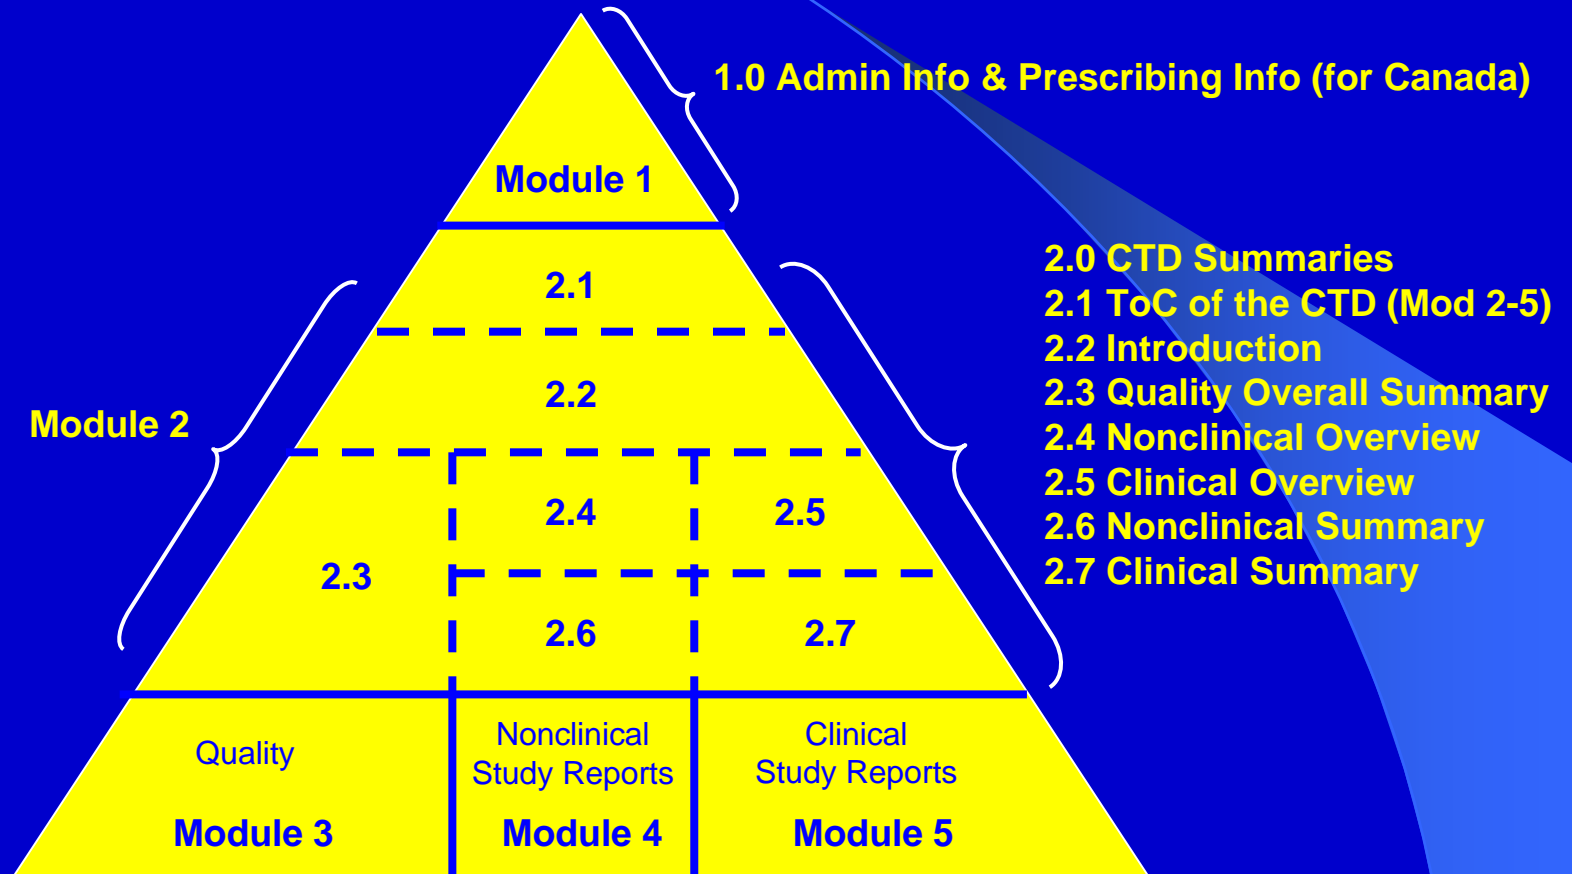 1.0 Admin Info & Prescribing Info (for Canada)
Module 1
2.0 CTD Summaries
2.1 ToC of the CTD (Mod 2-5)
2.2 Introduction
2.3 Quality Overall Summary
2.4 Nonclinical Overview
2.5 Clinical Overview
2.6 Nonclinical Summary
2.7 Clinical Summary
Module 2
2.1
2.2
2.3
2.4
2.5
2.6
2.7
Quality
Module 3
Nonclinical
Study Reports
Module 4
Clinical
Study Reports
Module 5